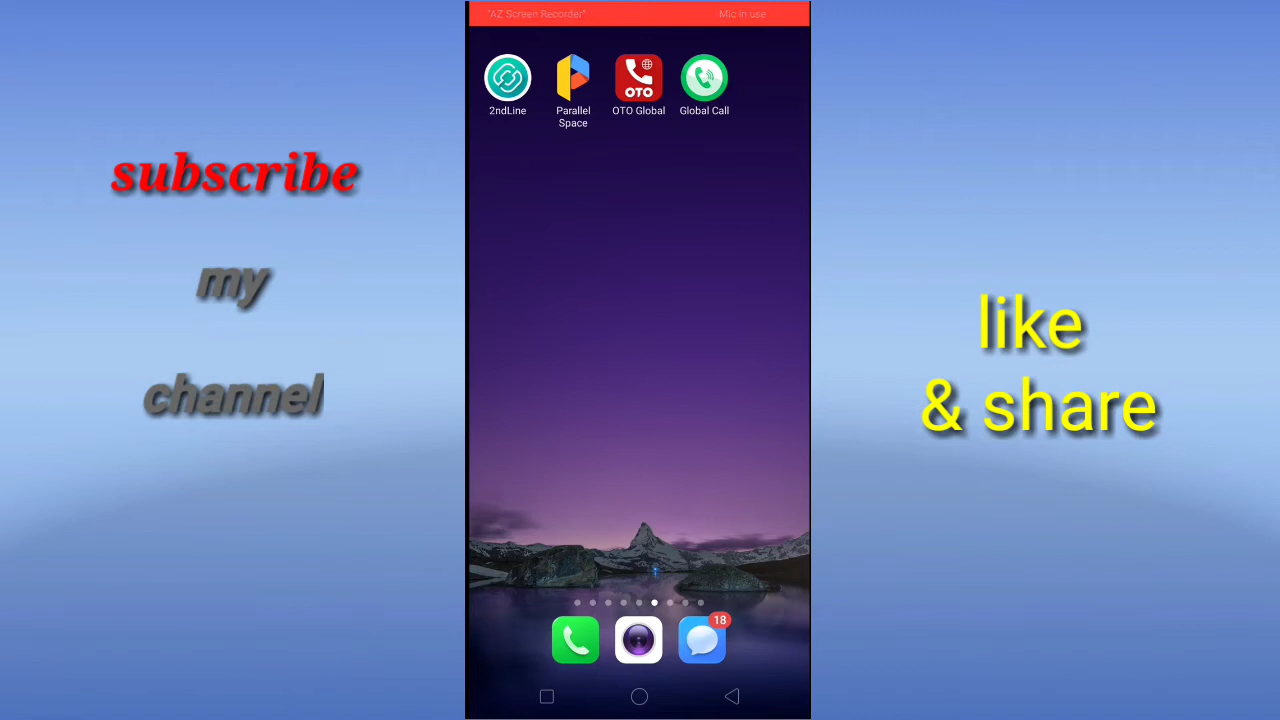 "AZ Screen Recorder"
Mic in use
2ndLine
Parallel
Space
OTO
OTO Global
Global Call
subscribe
my
channel
like
& share
18